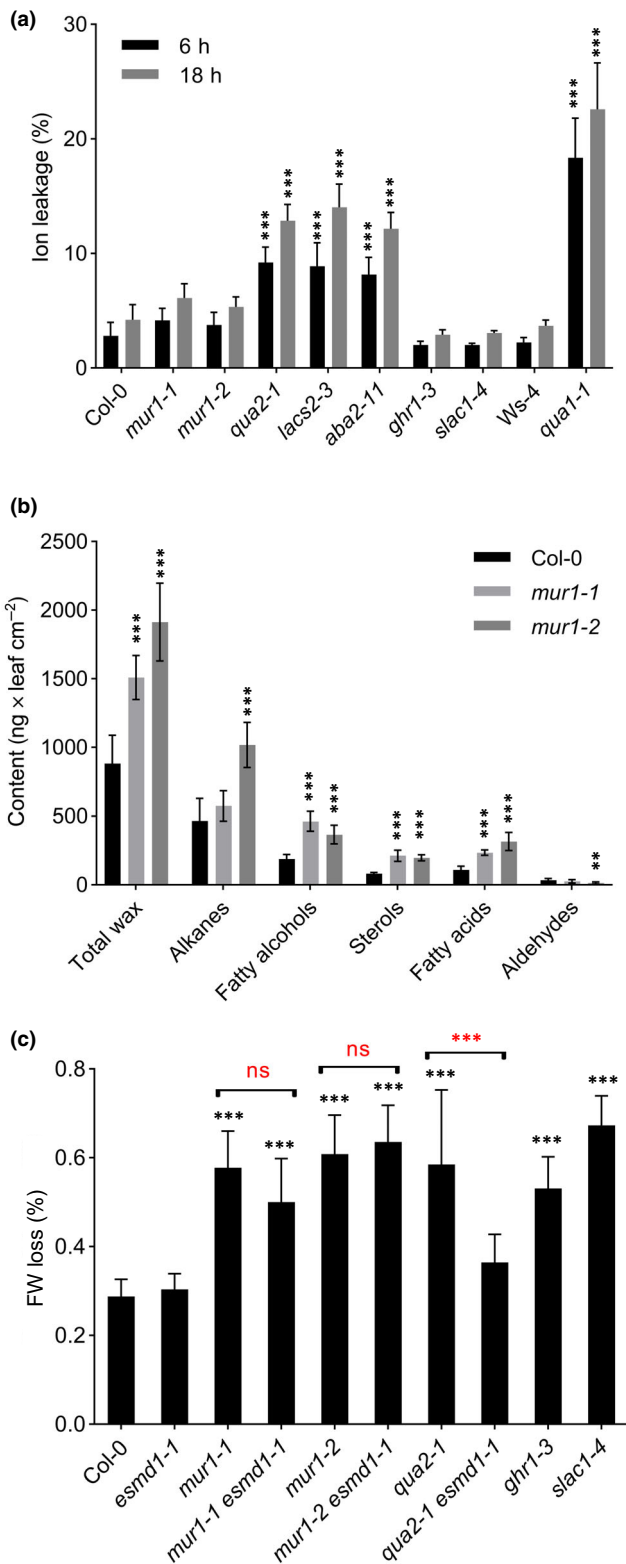 (a)
30
20
10
0
Ion leakage (%)
6 h
18 h
***
***
***
***
***
***
***
***
Col-0
mur1-1
mur1-2
qua2-1
lacs2-3
aba2-11
ghr1-3
slac1-4
Ws-4
qua1-1
(b)
2500
2000
1500
1000
500
0
Content (ng × leaf cm⁻²)
Col-0
mur1-1
mur1-2
***
***
***
***
***
***
***
***
***
**
Total wax
Alkanes
Fatty alcohols
Sterols
Fatty acids
Aldehydes
(c)
0.8
0.6
0.4
0.2
0.0
FW loss (%)
ns
ns
***
***
***
***
***
***
***
***
Col-0
esmd1-1
mur1-1
mur1-1 esmd1-1
mur1-2
mur1-2 esmd1-1
qua2-1
qua2-1 esmd1-1
ghr1-3
slac1-4